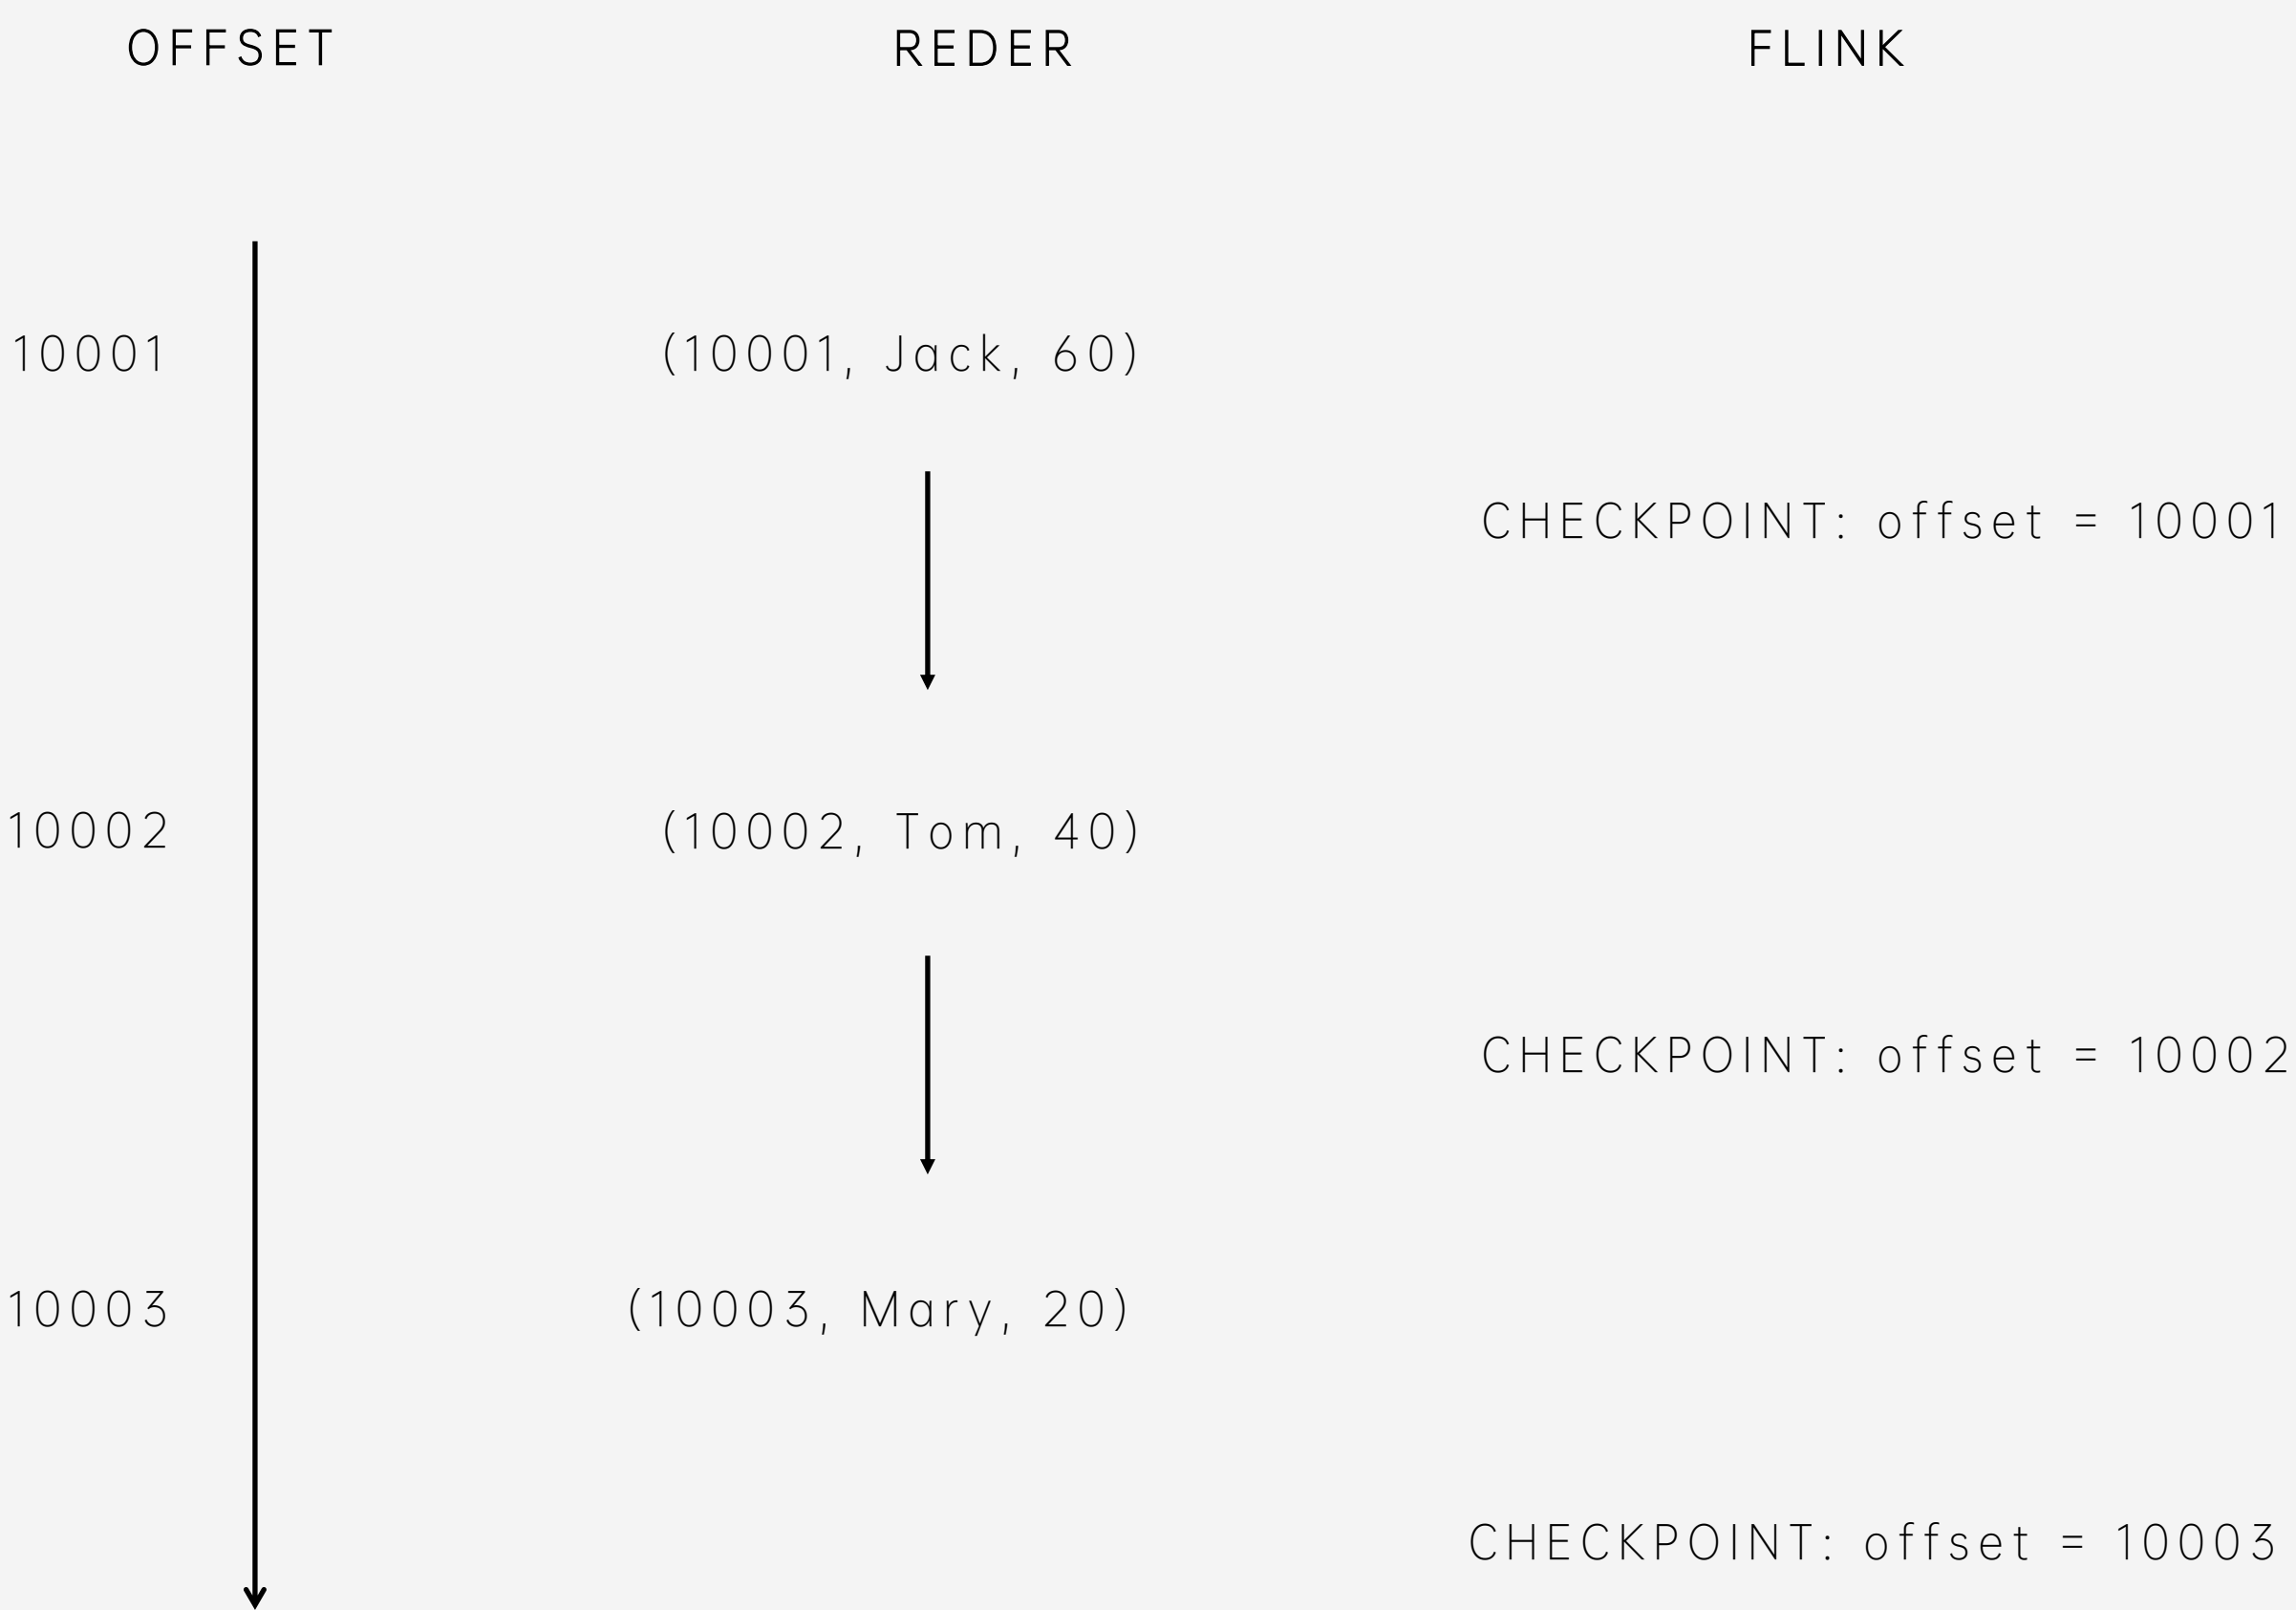 OFFSET REDER FLINK
10001 (10001, Jack, 60)
CHECKPOINT: offset = 10001
10002 (10002, Tom, 40)
CHECKPOINT: offset = 10002
10003 (10003, Mary, 20)
CHECKPOINT: offset = 10003